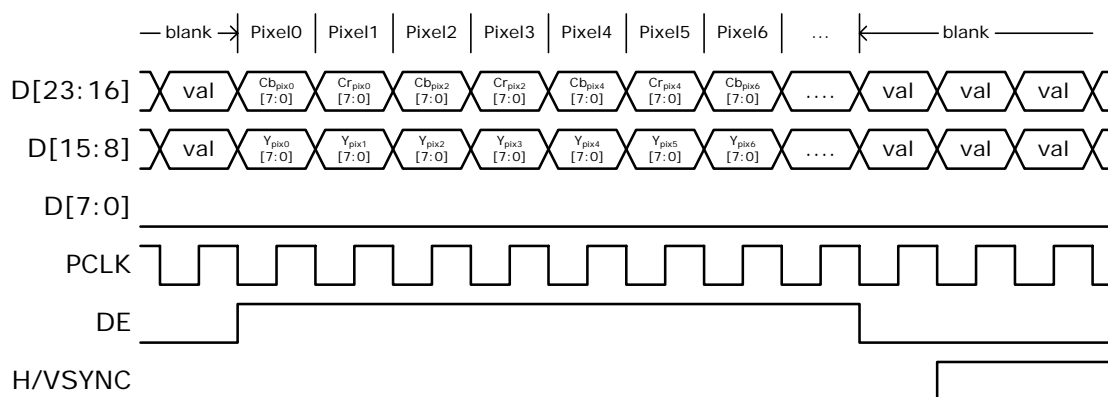 blank Pixel0 Pixel1 Pixel2 Pixel3 Pixel4 Pixel5 Pixel6 ... blank
D[23:16] val Cbpix0 [7:0] Crpix0 [7:0] Cbpix2 [7:0] Crpix2 [7:0] Cbpix4 [7:0] Crpix4 [7:0] Cbpix6 [7:0] .... val val val
D[15:8] val Ypix0 [7:0] Ypix1 [7:0] Ypix2 [7:0] Ypix3 [7:0] Ypix4 [7:0] Ypix5 [7:0] Ypix6 [7:0] .... val val val
D[7:0]
PCLK
DE
H/VSYNC